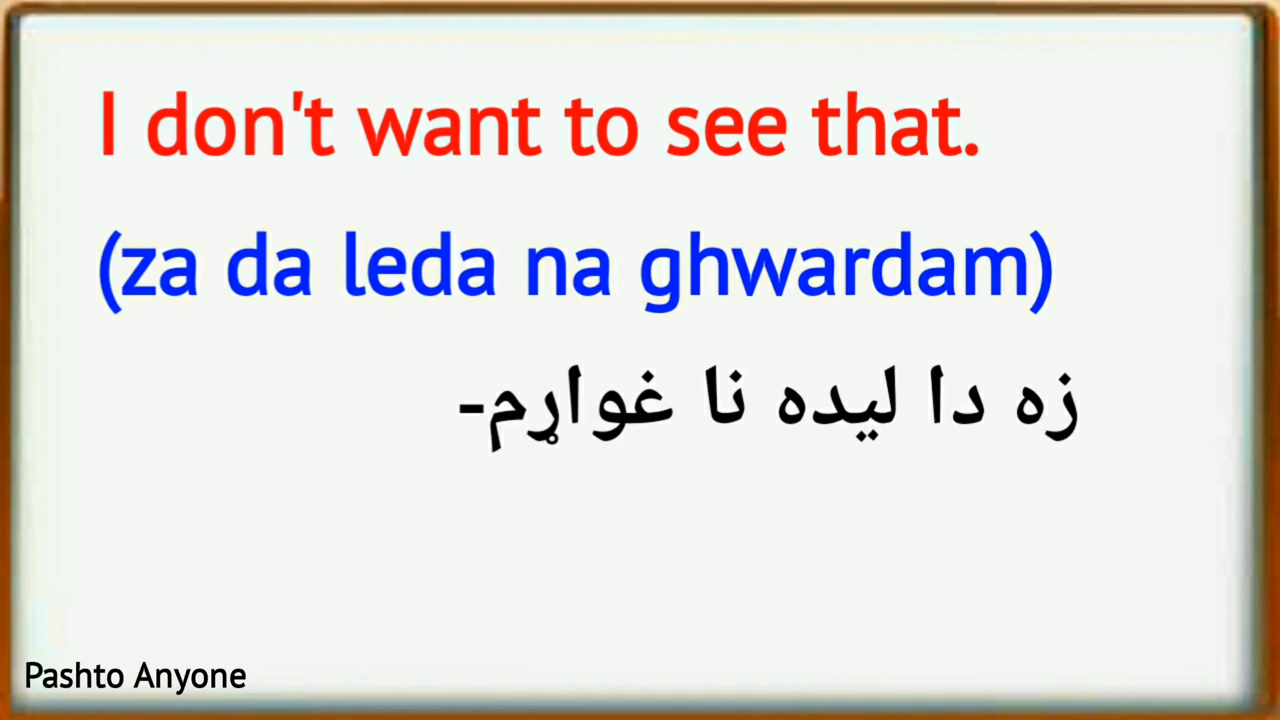 I don't want to see that.
(za da leda na ghwardam)
زه دا لیده نا غواړم-
Pashto Anyone